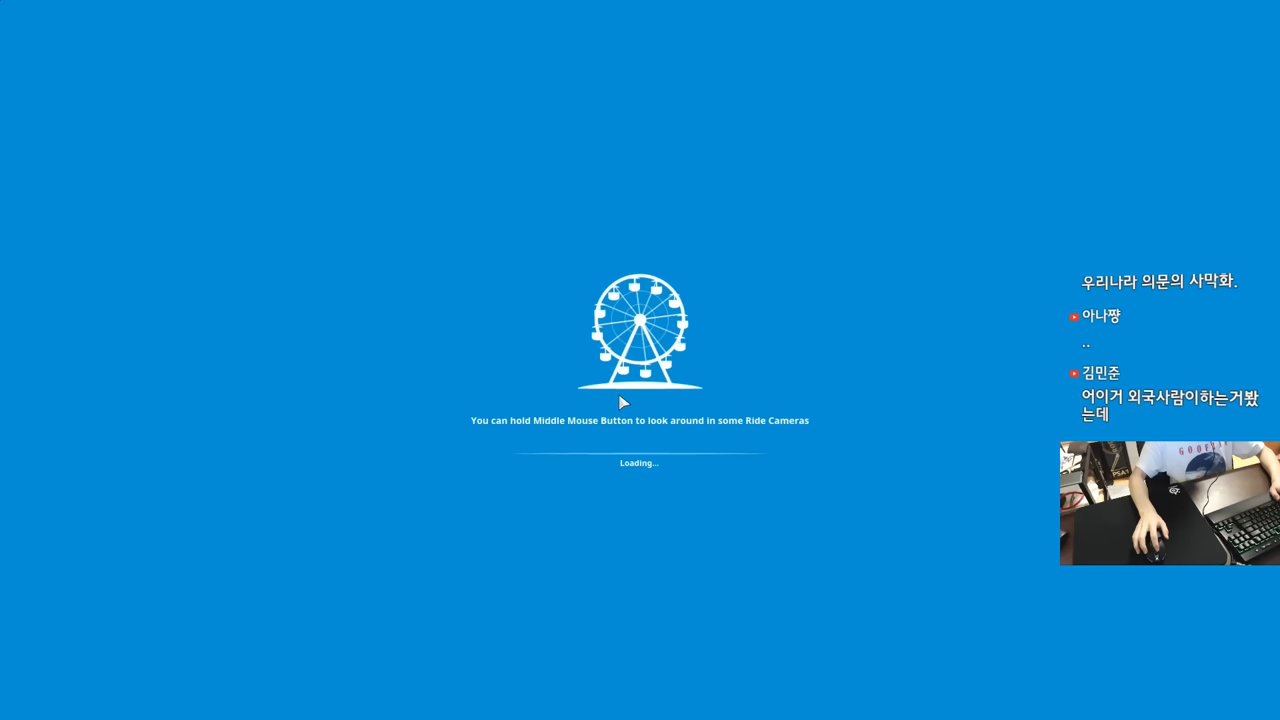 우리나라 의문의 사막화.
아나쨩
..
김민준
어이거 외국사람이하는거봤
는데
You can hold Middle Mouse Button to look around in some Ride Cameras
Loading...